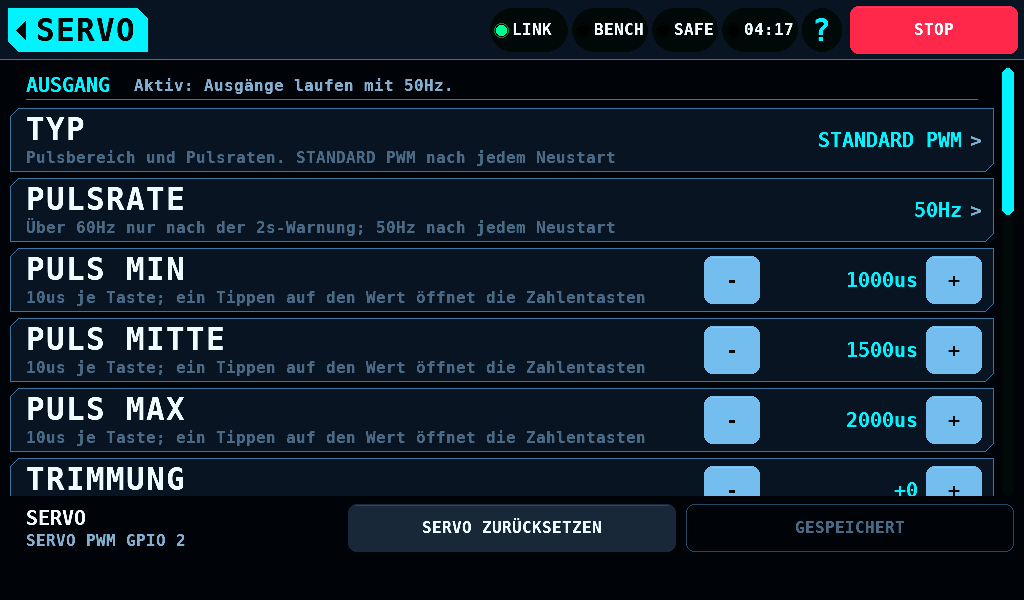 SERVO
LINK
BENCH
SAFE
04:17
?
STOP
AUSGANG Aktiv: Ausgänge laufen mit 50Hz.
TYP
Pulsbereich und Pulsraten. STANDARD PWM nach jedem Neustart
STANDARD PWM >
PULSRATE
Über 60Hz nur nach der 2s-Warnung; 50Hz nach jedem Neustart
50Hz >
PULS MIN
10us je Taste; ein Tippen auf den Wert öffnet die Zahlentasten
- 1000us +
PULS MITTE
10us je Taste; ein Tippen auf den Wert öffnet die Zahlentasten
- 1500us +
PULS MAX
10us je Taste; ein Tippen auf den Wert öffnet die Zahlentasten
- 2000us +
TRIMMUNG
- +0 +
SERVO
SERVO PWM GPIO 2
SERVO ZURÜCKSETZEN
GESPEICHERT